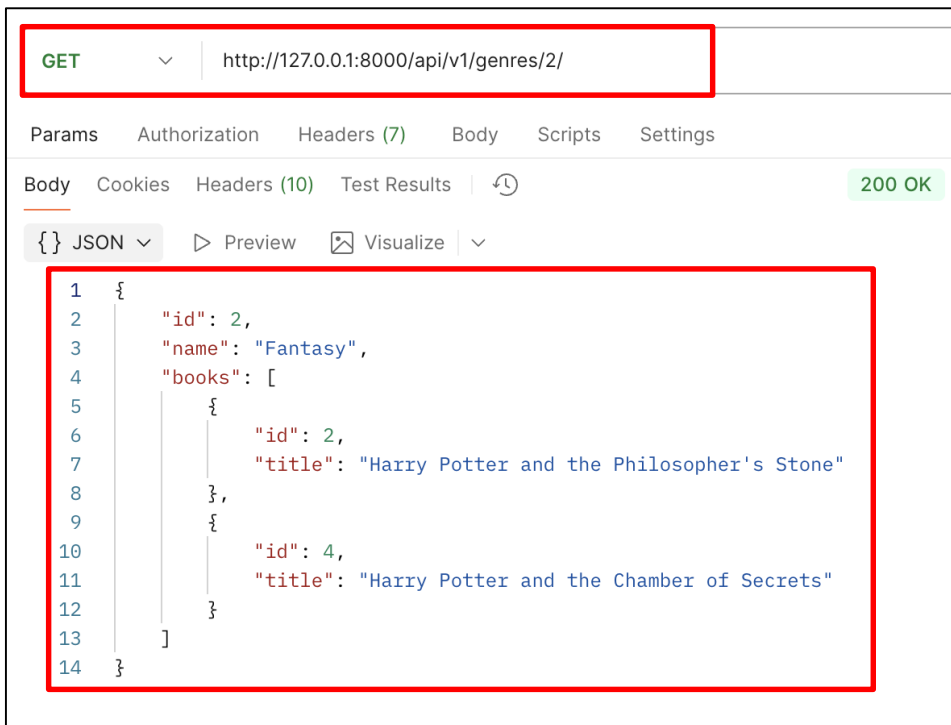 GET http://127.0.0.1:8000/api/v1/genres/2/
Params Authorization Headers (7) Body Scripts Settings
Body Cookies Headers (10) Test Results 200 OK
{} JSON Preview Visualize
1 {
2 "id": 2,
3 "name": "Fantasy",
4 "books": [
5 {
6 "id": 2,
7 "title": "Harry Potter and the Philosopher's Stone"
8 },
9 {
10 "id": 4,
11 "title": "Harry Potter and the Chamber of Secrets"
12 }
13 ]
14 }